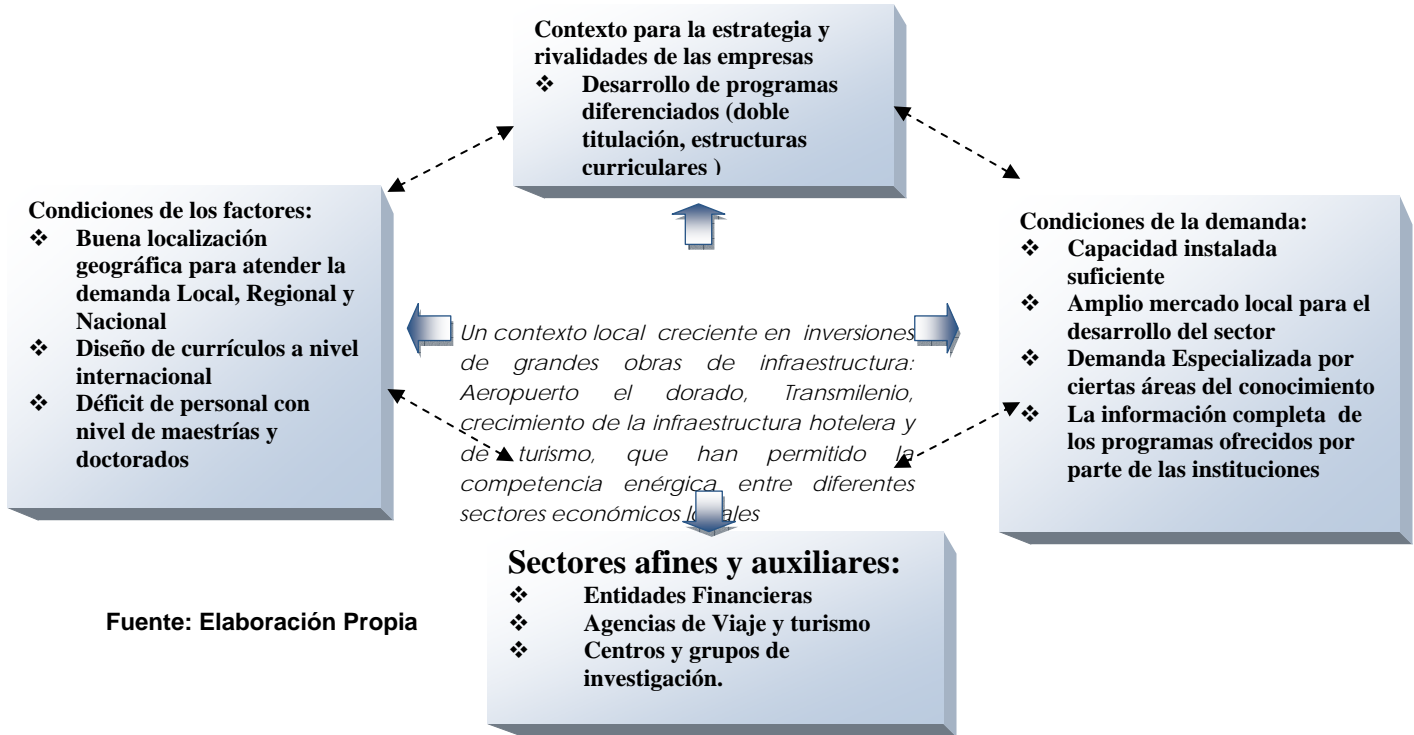 Contexto para la estrategia y
rivalidades de las empresas
❖ Desarrollo de programas
diferenciados (doble
titulación, estructuras
curriculares )
Condiciones de los factores:
❖ Buena localización
geográfica para atender la
demanda Local, Regional y
Nacional
❖ Diseño de currículos a nivel
internacional
❖ Déficit de personal con
nivel de maestrías y
doctorados
Un contexto local creciente en inversiones
de grandes obras de infraestructura:
Aeropuerto el dorado, Transmilenio,
crecimiento de la infraestructura hotelera y
de turismo, que han permitido la
competencia enérgica entre diferentes
sectores económicos locales
Condiciones de la demanda:
❖ Capacidad instalada
suficiente
❖ Amplio mercado local para el
desarrollo del sector
❖ Demanda Especializada por
ciertas áreas del conocimiento
❖ La información completa de
los programas ofrecidos por
parte de las instituciones
Sectores afines y auxiliares:
❖ Entidades Financieras
❖ Agencias de Viaje y turismo
❖ Centros y grupos de
investigación.
Fuente: Elaboración Propia